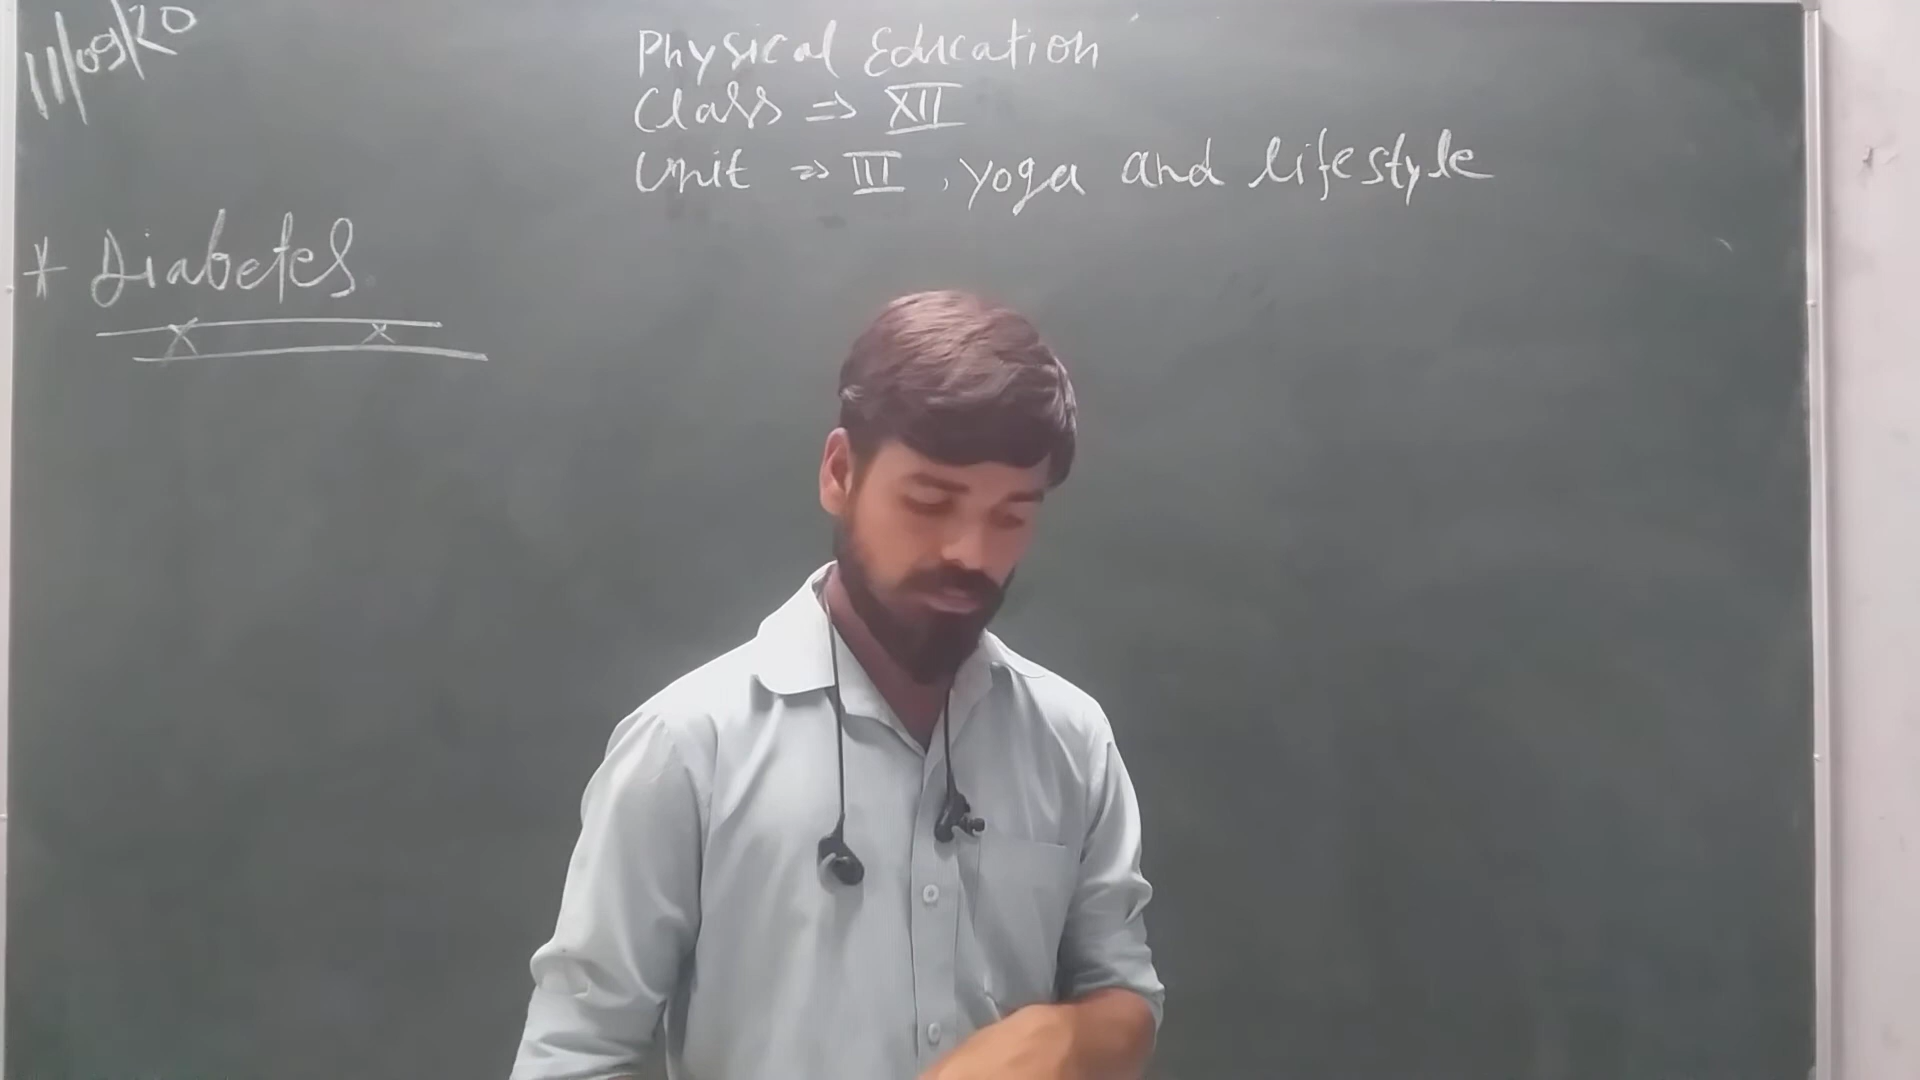 11/09/20
Physical Education
Class ⇒ XII
Unit ⇒ III, yoga and lifestyle
* Diabetes